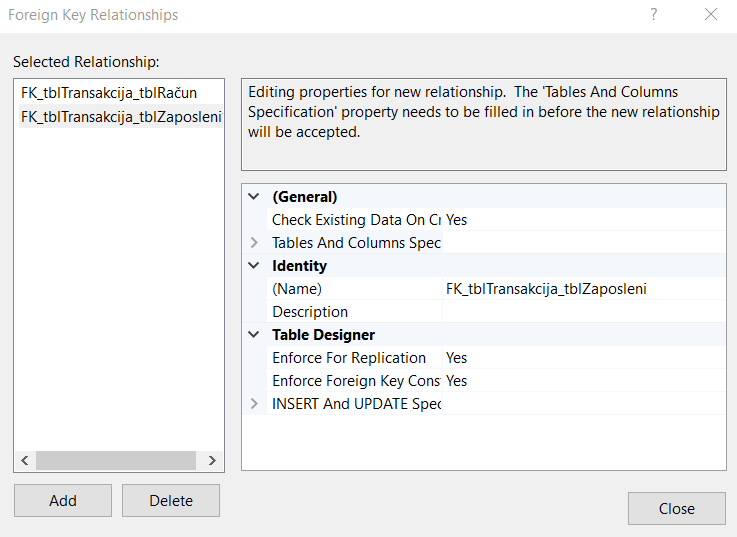 Foreign Key Relationships
Selected Relationship:
FK_tblTransakcija_tblRačun
FK_tblTransakcija_tblZaposleni
Editing properties for new relationship.  The 'Tables And Columns
Specification' property needs to be filled in before the new relationship
will be accepted.
(General)
Check Existing Data On Cr Yes
Tables And Columns Spec
Identity
(Name) FK_tblTransakcija_tblZaposleni
Description
Table Designer
Enforce For Replication Yes
Enforce Foreign Key Cons Yes
INSERT And UPDATE Spec
Add
Delete
Close